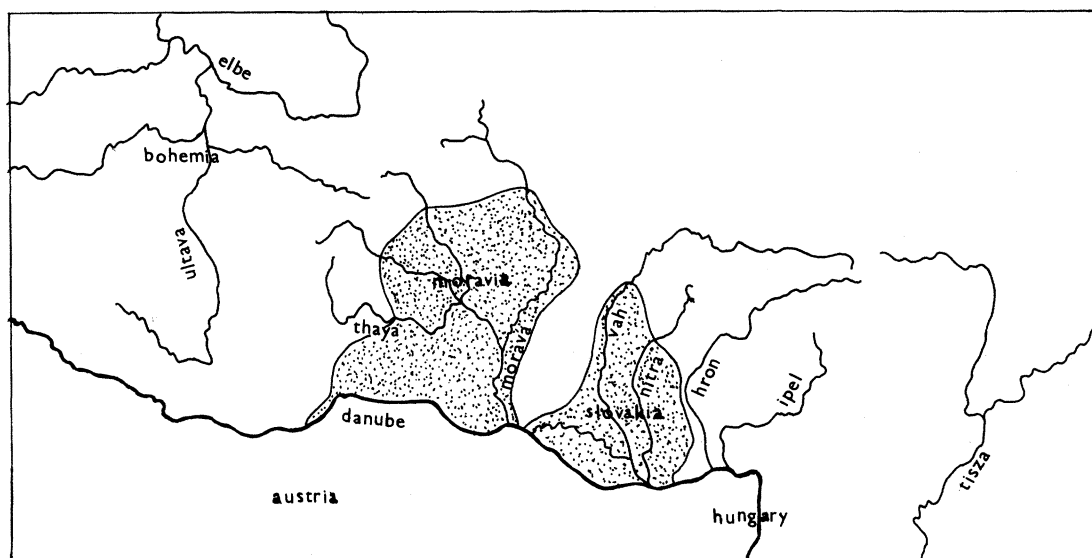 elbe
bohemia
ultava
moravia
thaya
morava
vah
nitra
hron
ipel
slovakia
danube
tisza
austria
hungary